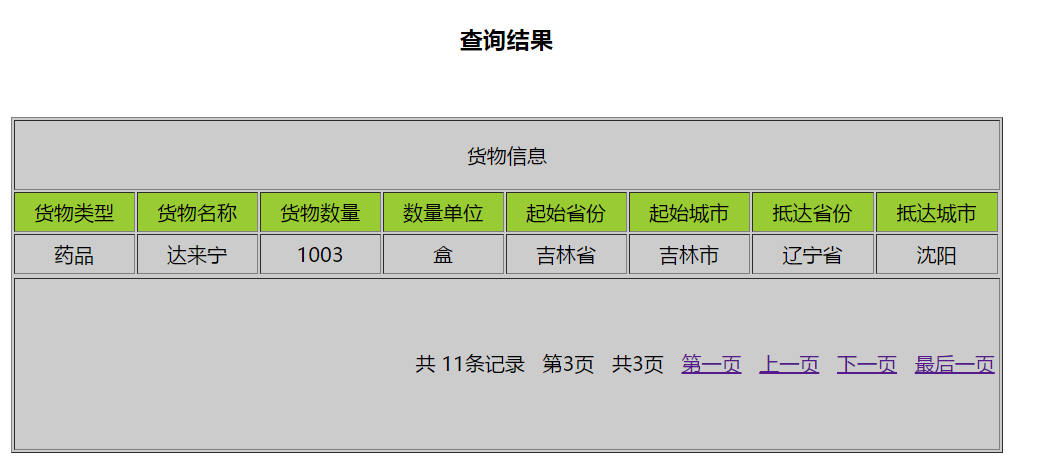 查询结果
货物信息
货物类型 货物名称 货物数量 数量单位 起始省份 起始城市 抵达省份 抵达城市
药品 达来宁 1003 盒 吉林省 吉林市 辽宁省 沈阳
共 11条记录 第3页 共3页 第一页 上一页 下一页 最后一页